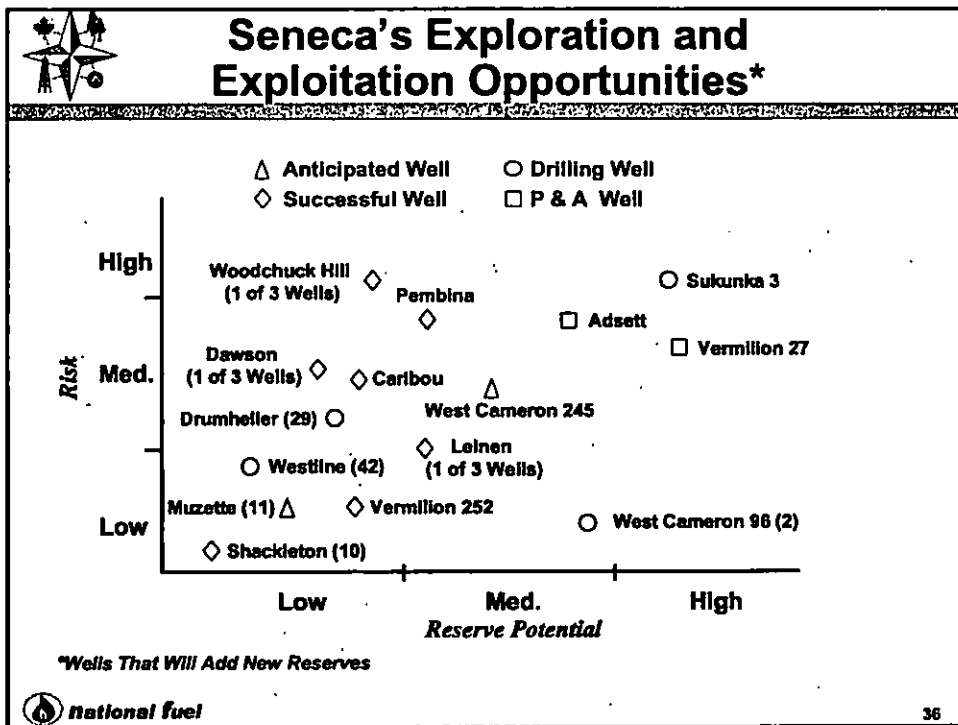 Seneca's Exploration and
Exploitation Opportunities*
Anticipated Well
Drilling Well
Successful Well
P & A Well
High
Woodchuck Hill
(1 of 3 Wells)
Pembina
Sukunka 3
Adsett
Vermilion 27
Risk
Med.
Dawson
(1 of 3 Wells)
Caribou
West Cameron 245
Drumheller (29)
Leinen
(1 of 3 Wells)
Westline (42)
Muzette (11)
Vermilion 252
Low
West Cameron 96 (2)
Shackleton (10)
Low
Med.
High
Reserve Potential
*Wells That Will Add New Reserves
national fuel
36